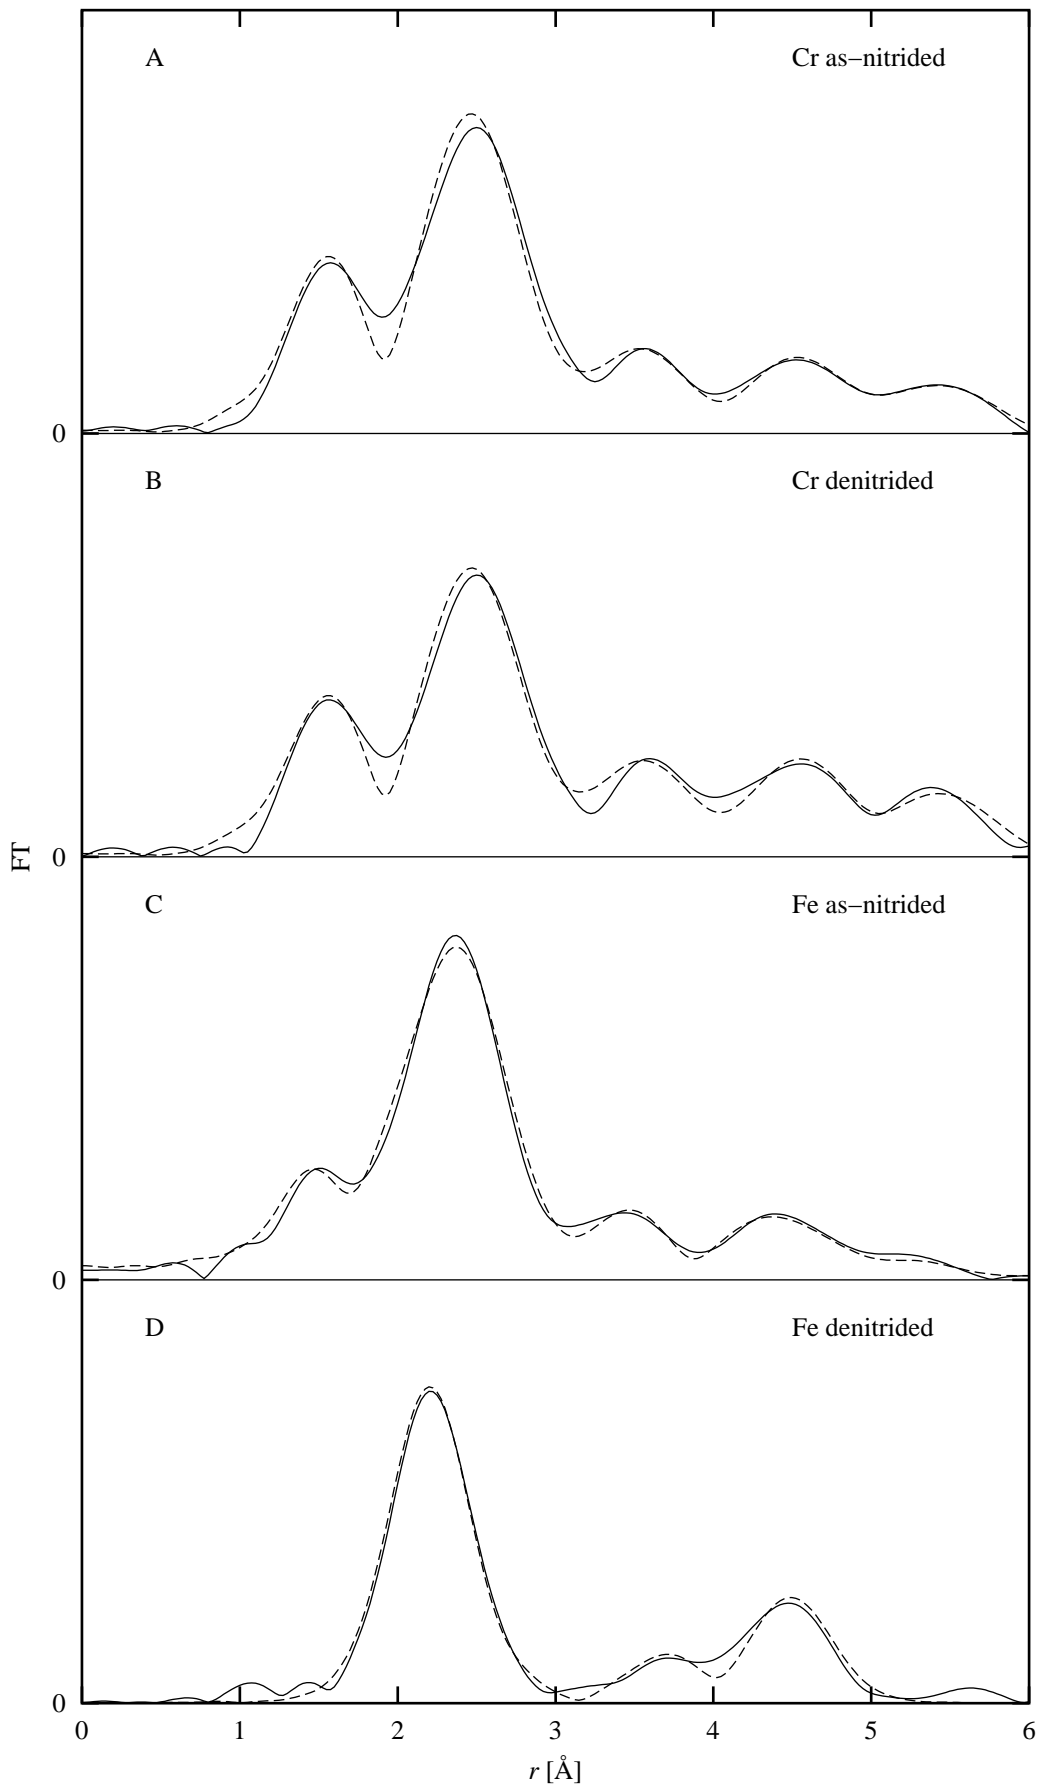 A Cr as−nitrided
0
B Cr denitrided
FT
0
C Fe as−nitrided
0
D Fe denitrided
0
0 1 2 3 4 5 6
r [Å]